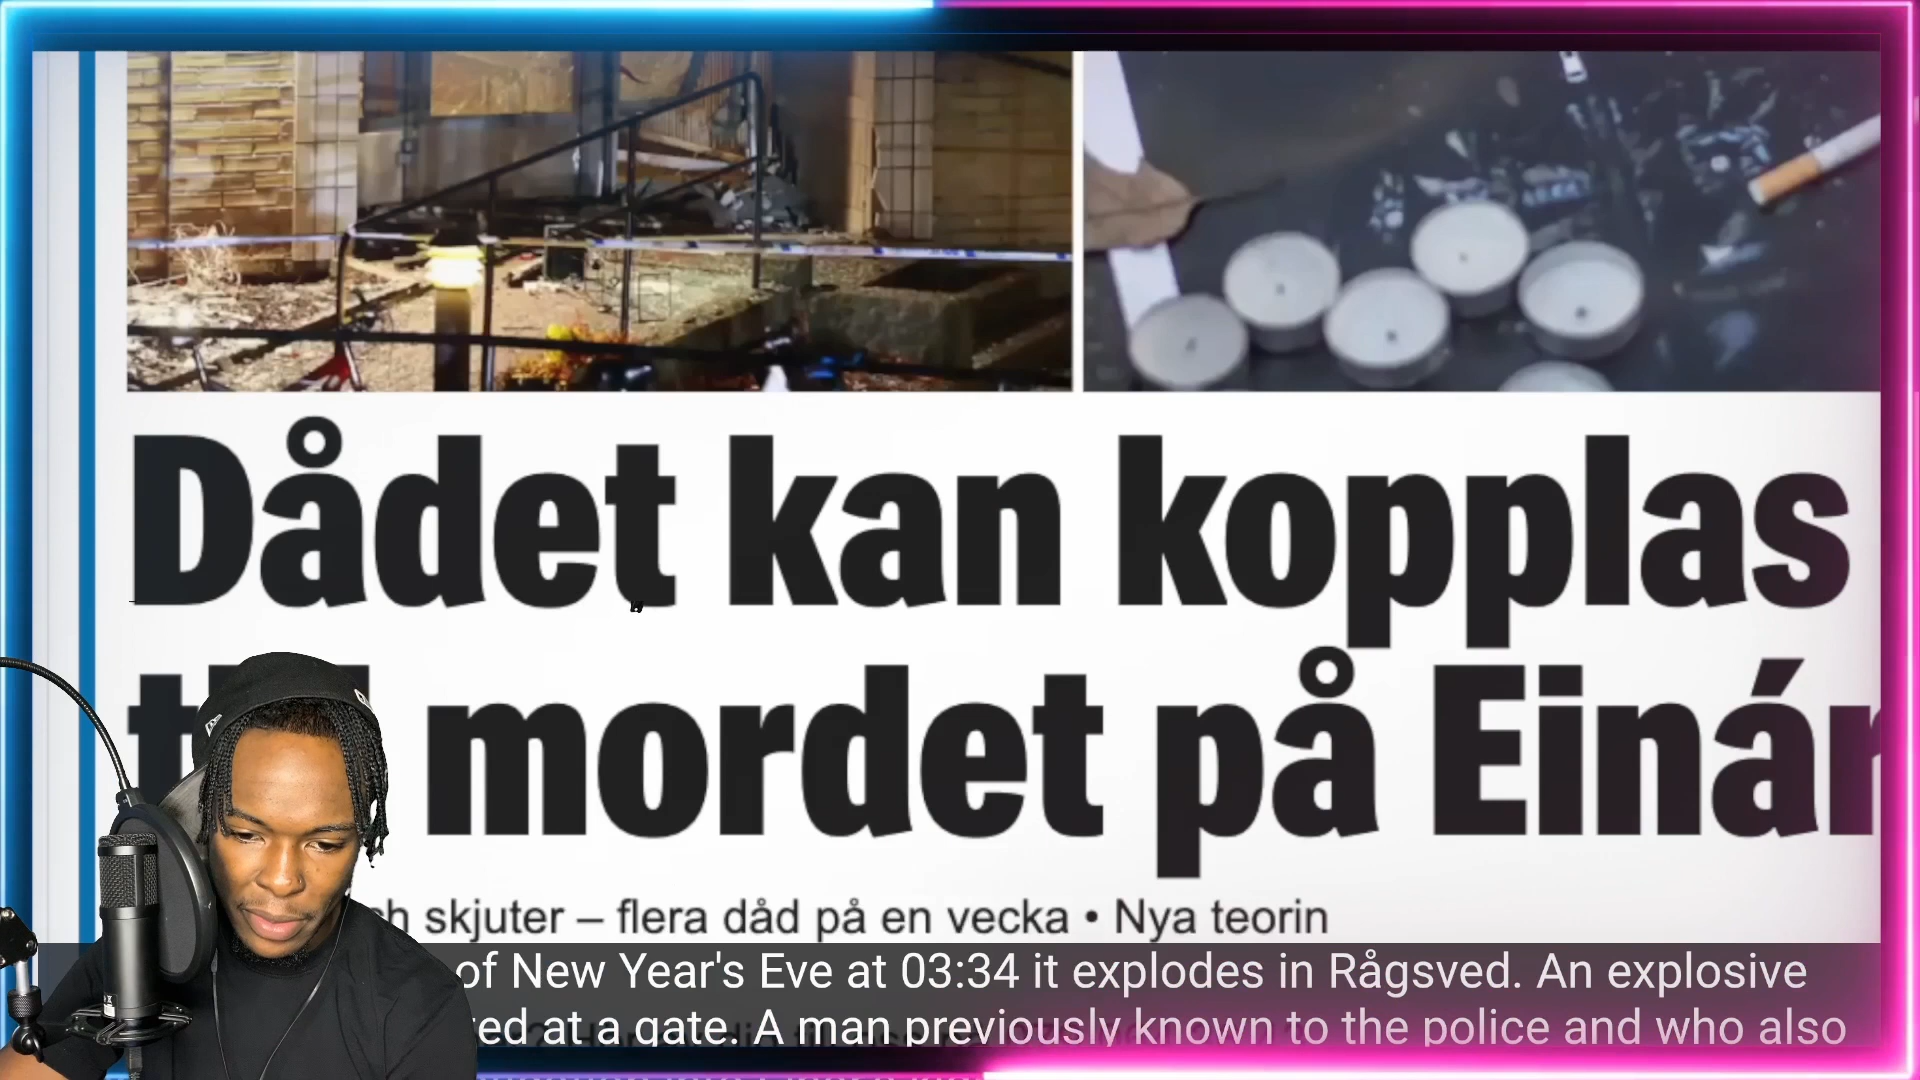 Dådet kan kopplas
mordet på Einár
skjuter – flera dåd på en vecka • Nya teorin
of New Year's Eve at 03:34 it explodes in Rågsved. An explosive
at a gate. A man previously known to the police and who also